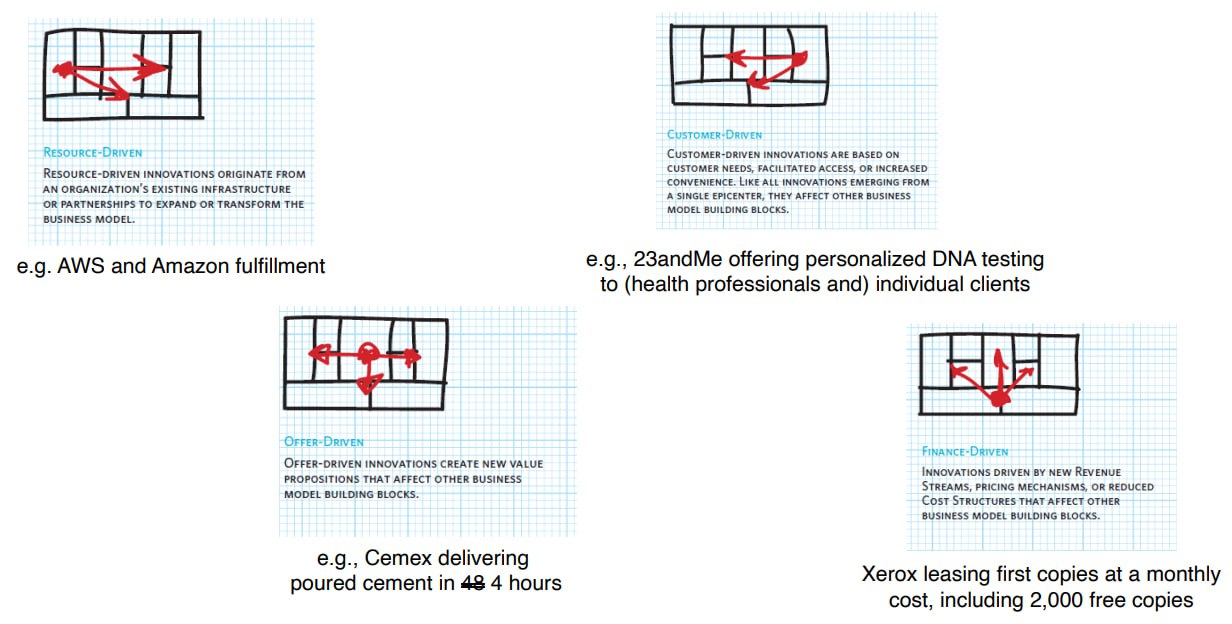 Resource-Driven
Resource-driven innovations originate from
an organization's existing infrastructure
or partnerships to expand or transform the
business model.
e.g. AWS and Amazon fulfillment
Customer-Driven
Customer-driven innovations are based on
customer needs, facilitated access, or increased
convenience. Like all innovations emerging from
a single epicenter, they affect other business
model building blocks.
e.g., 23andMe offering personalized DNA testing
to (health professionals and) individual clients
Offer-Driven
Offer-driven innovations create new value
propositions that affect other business
model building blocks.
e.g., Cemex delivering
poured cement in 48 4 hours
Finance-Driven
Innovations driven by new Revenue
Streams, pricing mechanisms, or reduced
Cost Structures that affect other
business model building blocks.
Xerox leasing first copies at a monthly
cost, including 2,000 free copies